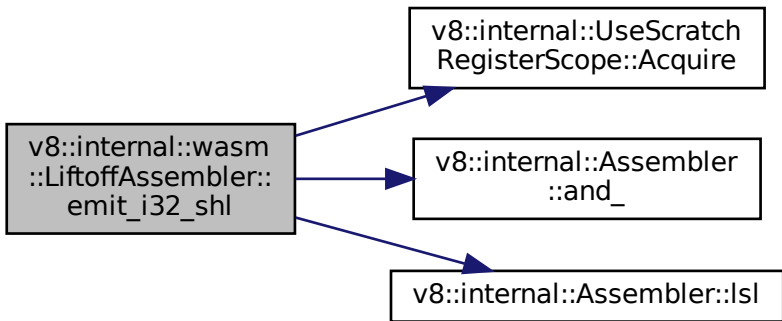 v8::internal::UseScratch
RegisterScope::Acquire
v8::internal::wasm
::LiftoffAssembler::
emit_i32_shl
v8::internal::Assembler
::and_
v8::internal::Assembler::lsl